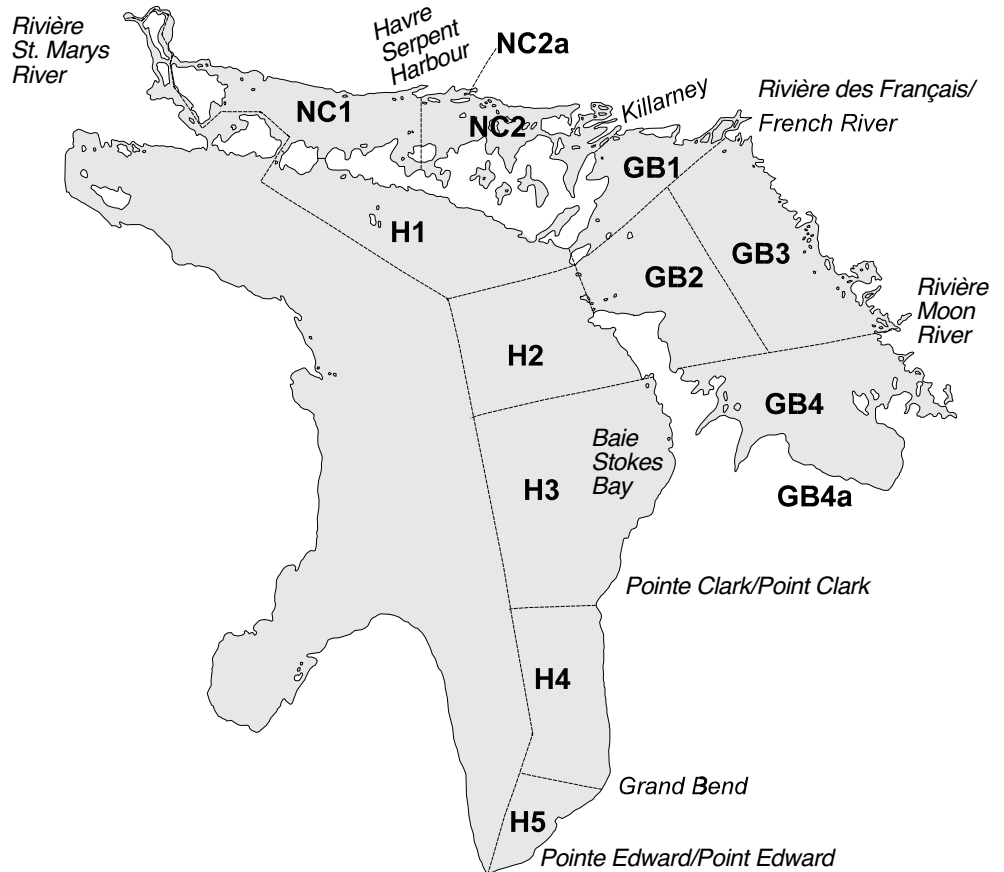 Rivière
St. Marys
River
Havre
Serpent
Harbour
NC2a
NC1
NC2
Killarney
Rivière des Français/
French River
GB1
H1
GB2
GB3
Rivière
Moon
River
H2
GB4
Baie
Stokes
Bay
H3
GB4a
Pointe Clark/Point Clark
H4
Grand Bend
H5
Pointe Edward/Point Edward